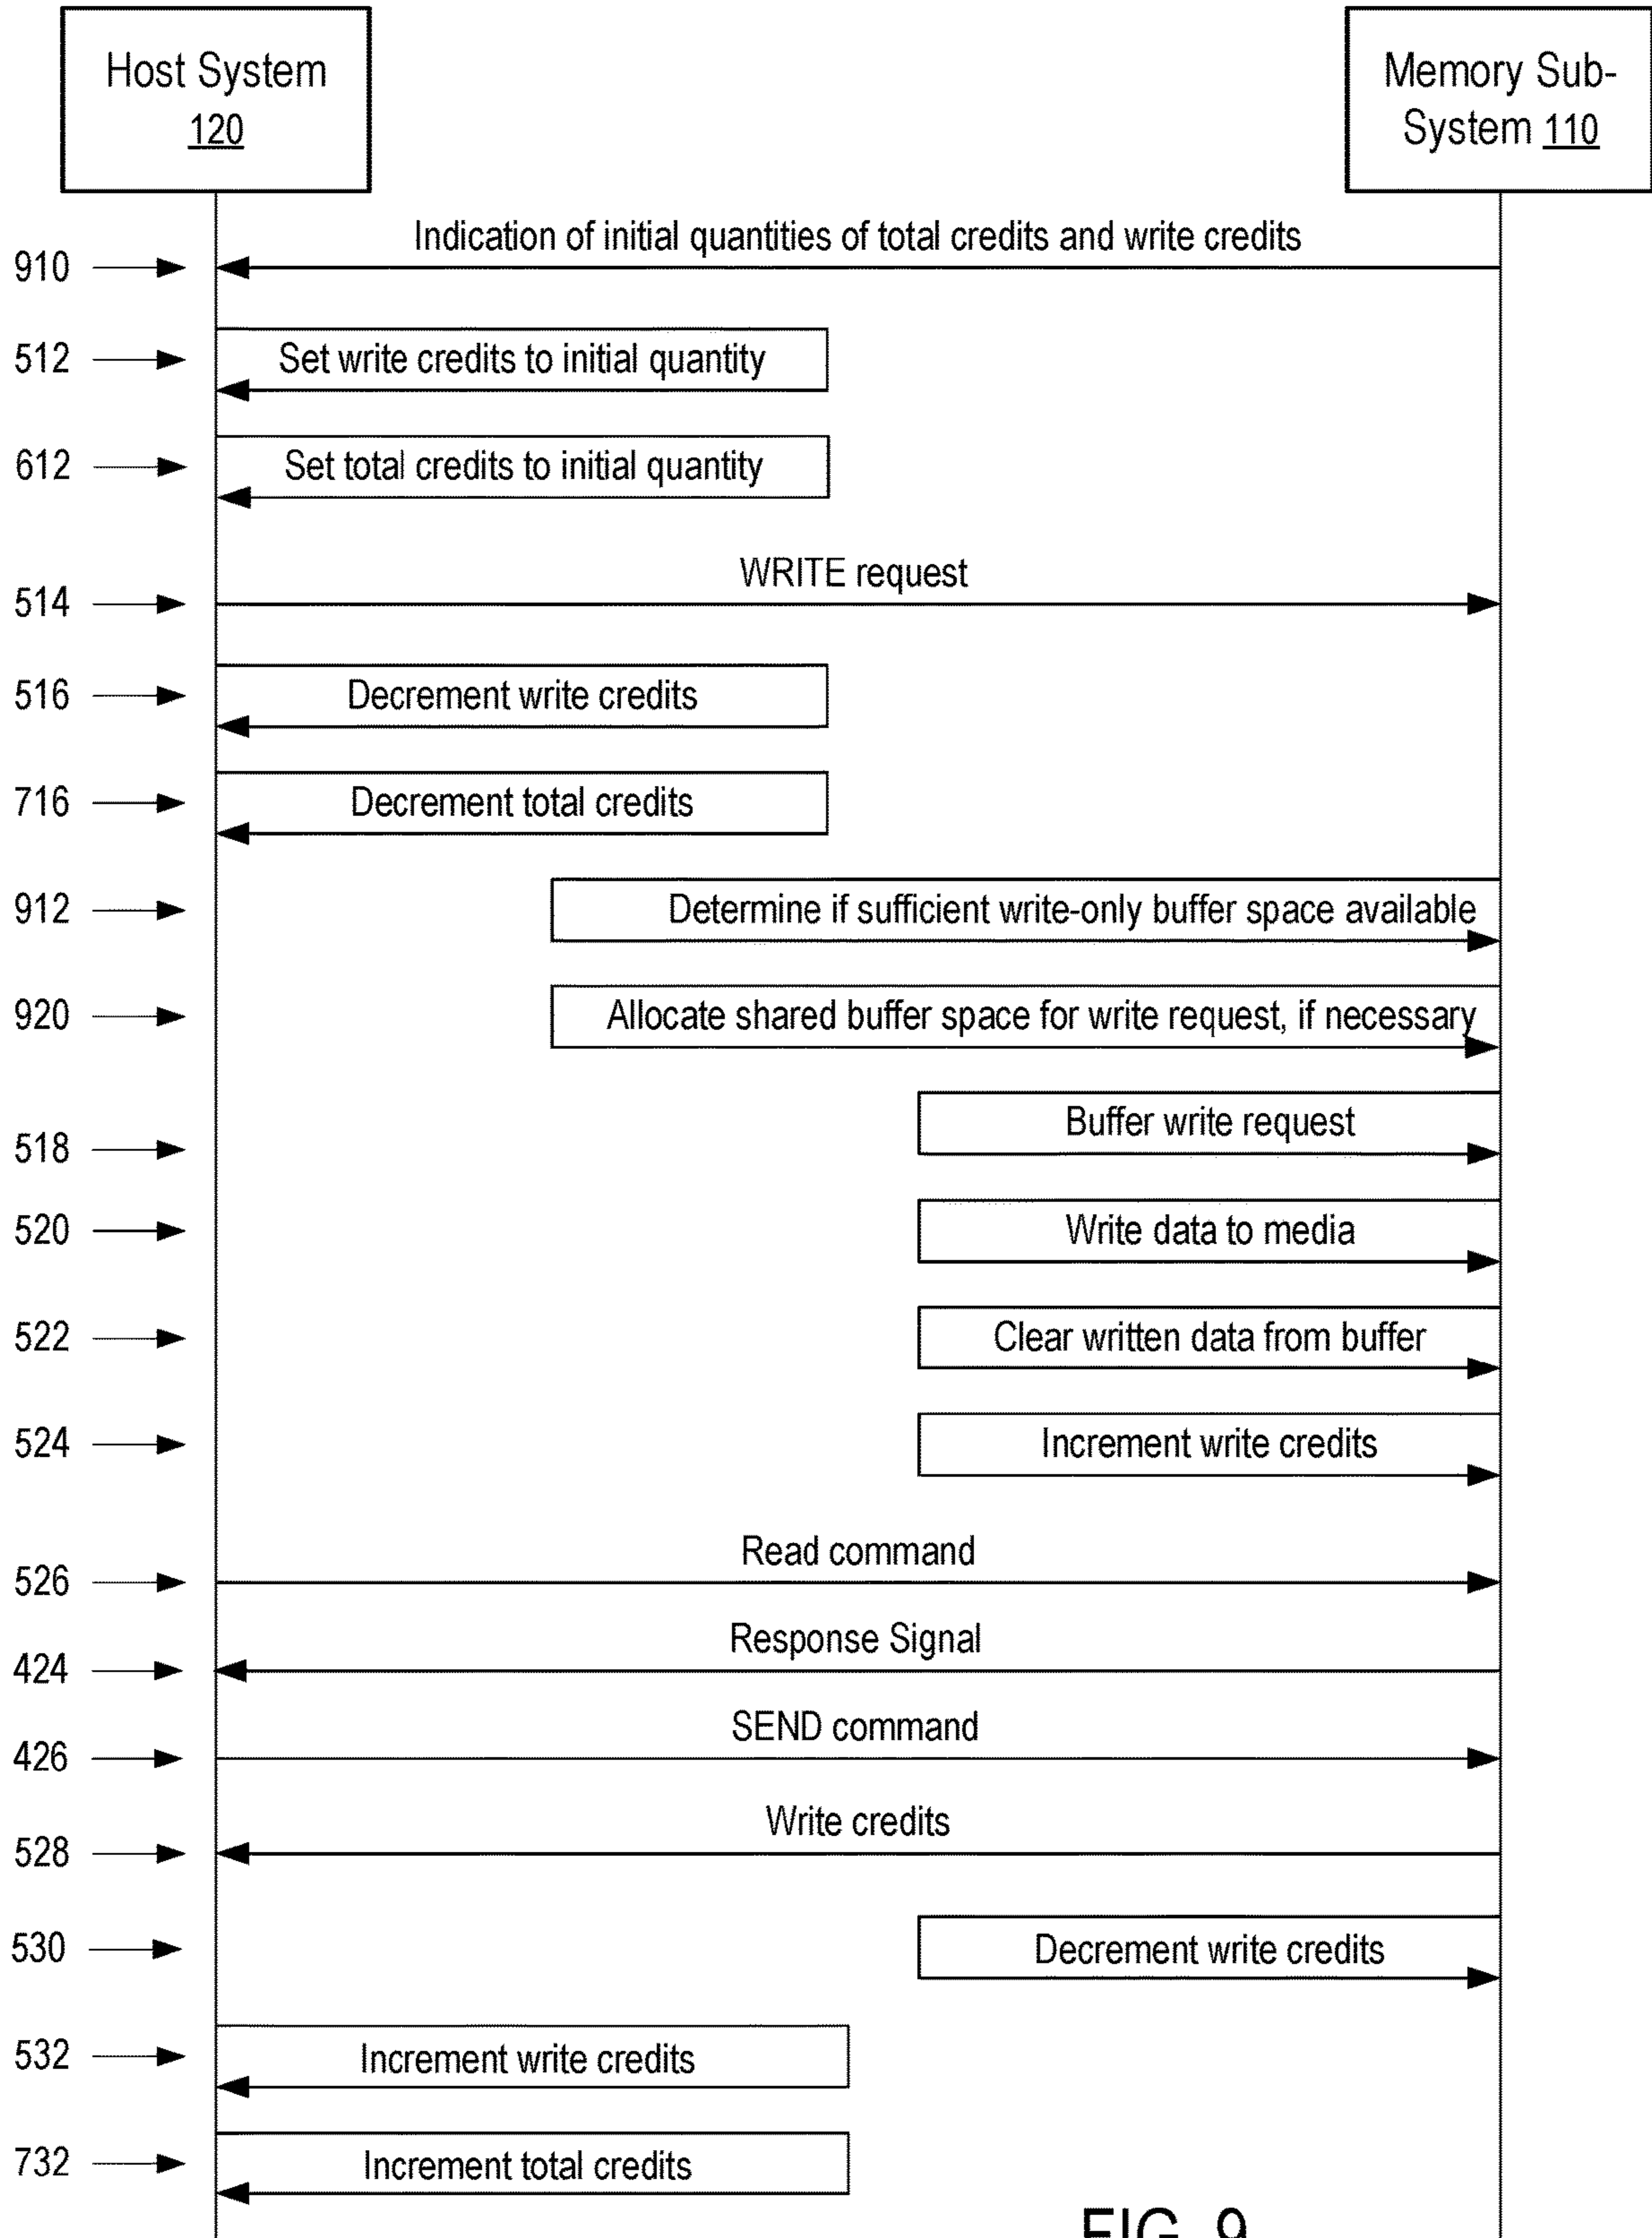 Host System
120
Memory Sub-
System 110
Indication of initial quantities of total credits and write credits
910
512
Set write credits to initial quantity
612
Set total credits to initial quantity
WRITE request
514
516
Decrement write credits
716
Decrement total credits
912
Determine if sufficient write-only buffer space available
920
Allocate shared buffer space for write request, if necessary
Buffer write request
518
520
Write data to media
522
Clear written data from buffer
524
Increment write credits
Read command
526
Response Signal
424
SEND command
426
Write credits
528
530
Decrement write credits
532
Increment write credits
732
Increment total credits
FIG. 9